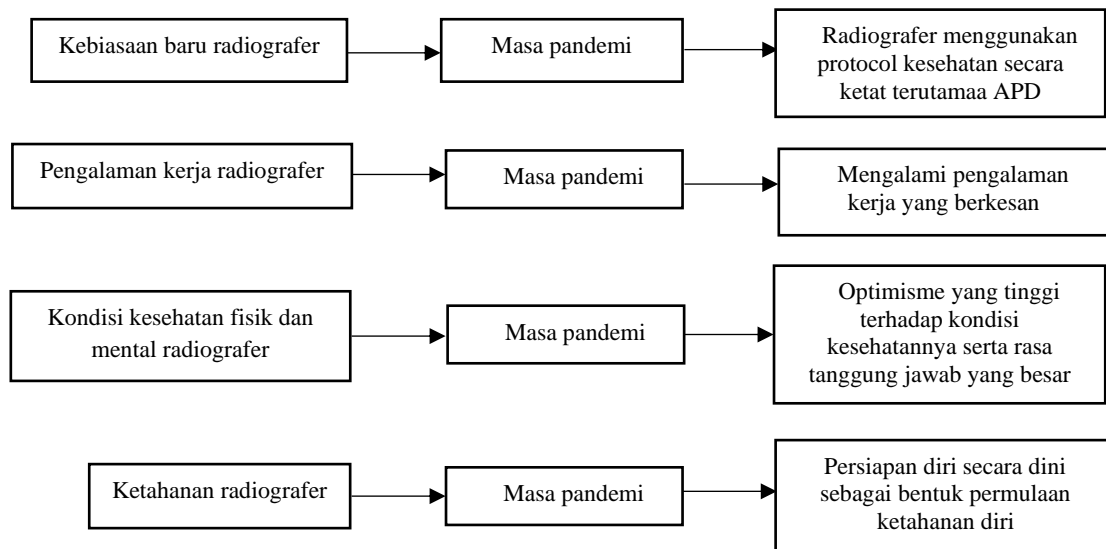 Kebiasaan baru radiografer
Masa pandemi
Radiografer menggunakan
protocol kesehatan secara
ketat terutamaa APD
Pengalaman kerja radiografer
Masa pandemi
Mengalami pengalaman
kerja yang berkesan
Kondisi kesehatan fisik dan
mental radiografer
Masa pandemi
Optimisme yang tinggi
terhadap kondisi
kesehatannya serta rasa
tanggung jawab yang besar
Ketahanan radiografer
Masa pandemi
Persiapan diri secara dini
sebagai bentuk permulaan
ketahanan diri